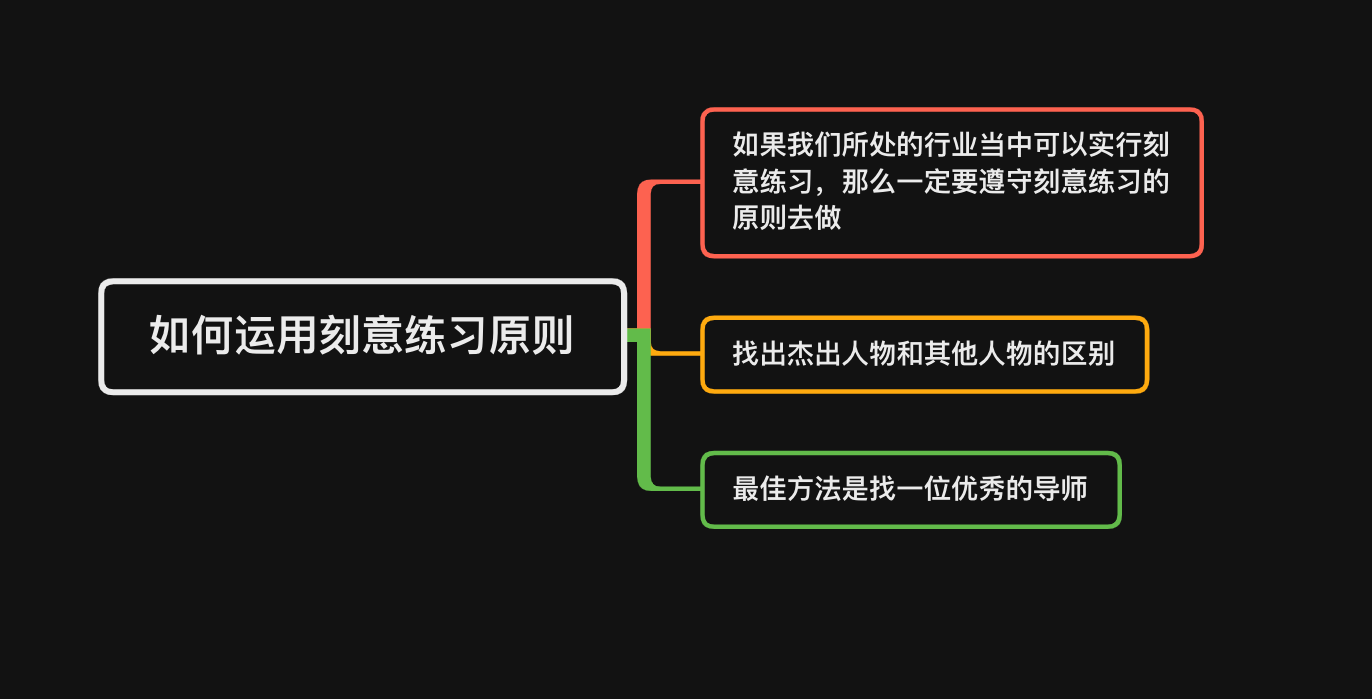 如何运用刻意练习原则
如果我们所处的行业当中可以实行刻
意练习，那么一定要遵守刻意练习的
原则去做
找出杰出人物和其他人物的区别
最佳方法是找一位优秀的导师